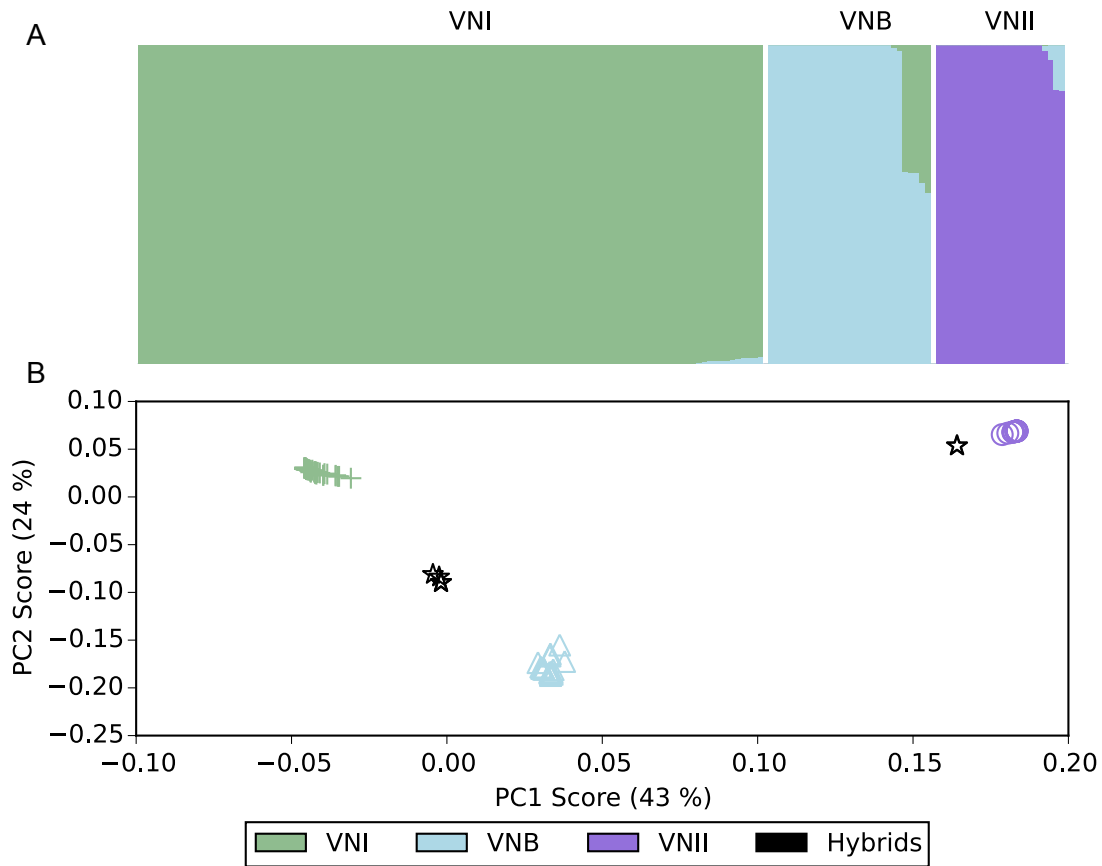 A
VNI VNB VNII
B
0.10
0.05
0.00
−0.05
−0.10
−0.15
−0.20
−0.25
PC2 Score (24 %)
−0.10 −0.05 0.00 0.05 0.10 0.15 0.20
PC1 Score (43 %)
VNI VNB VNII Hybrids